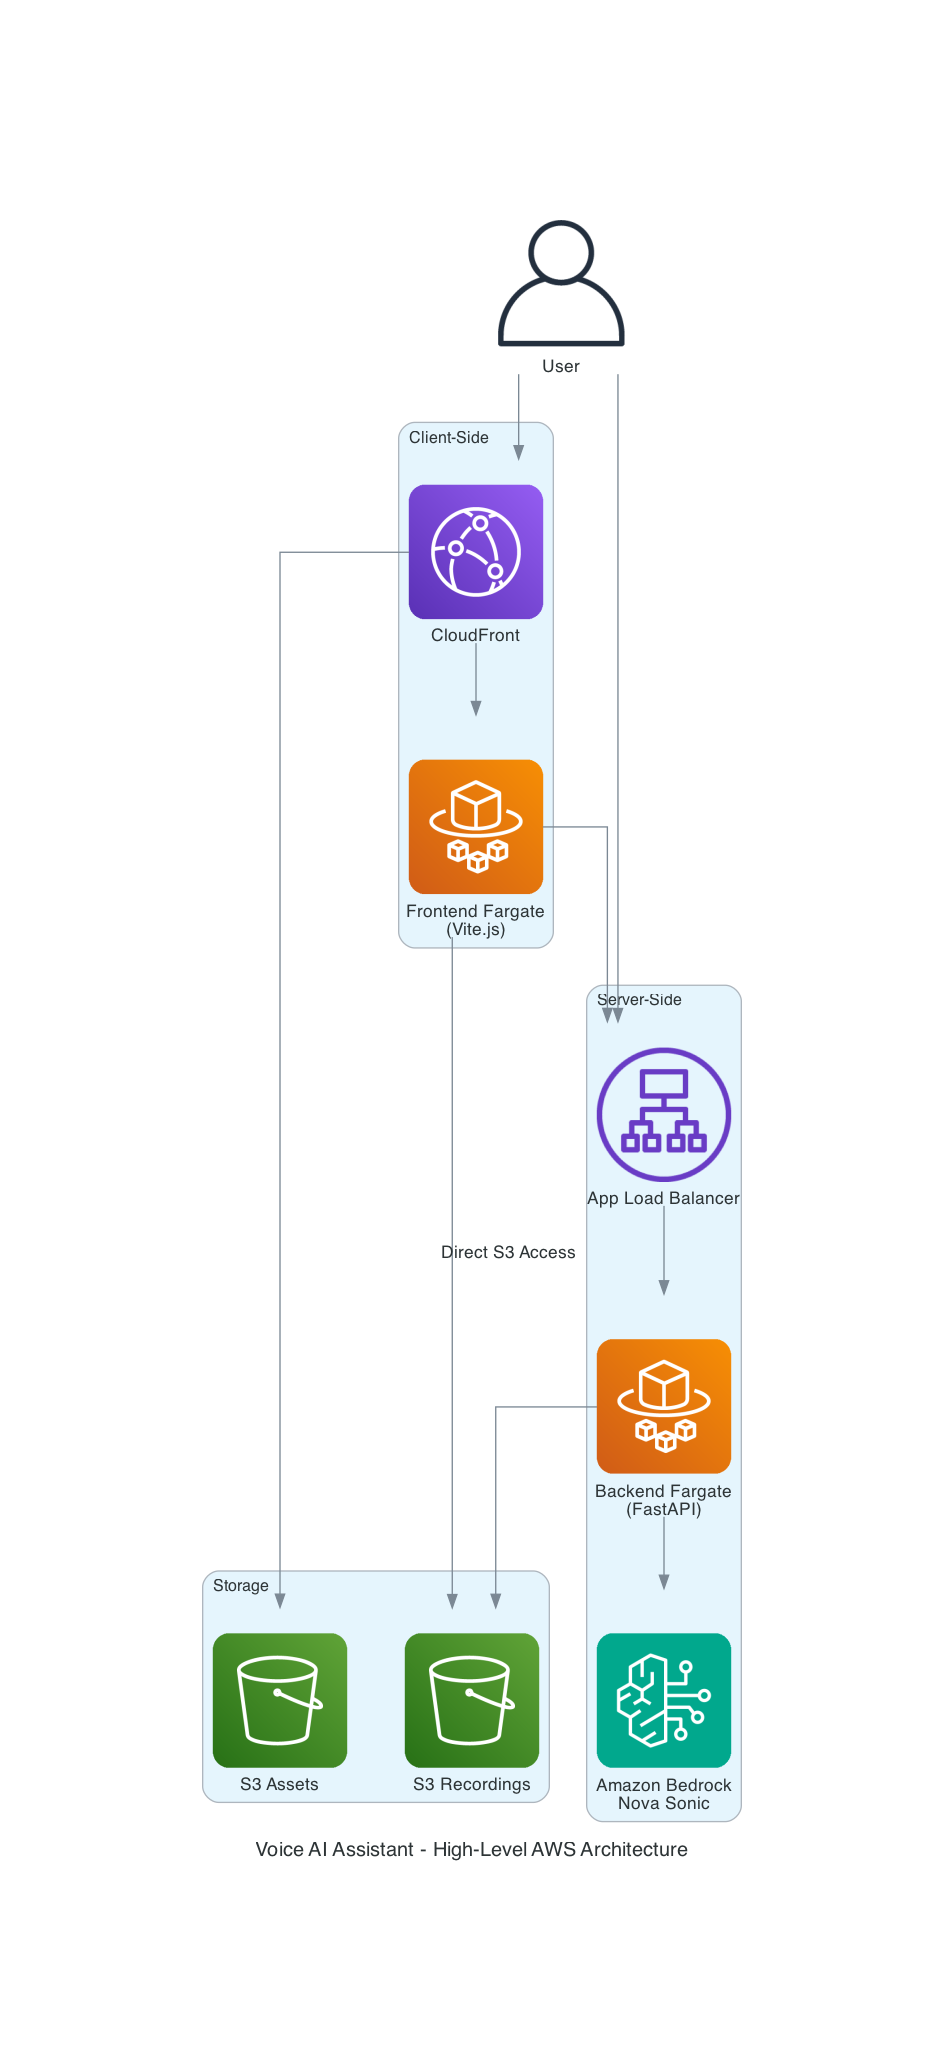 User
Client-Side
CloudFront
Frontend Fargate
(Vite.js)
Server-Side
App Load Balancer
Direct S3 Access
Backend Fargate
(FastAPI)
Storage
S3 Assets
S3 Recordings
Amazon Bedrock
Nova Sonic
Voice AI Assistant - High-Level AWS Architecture